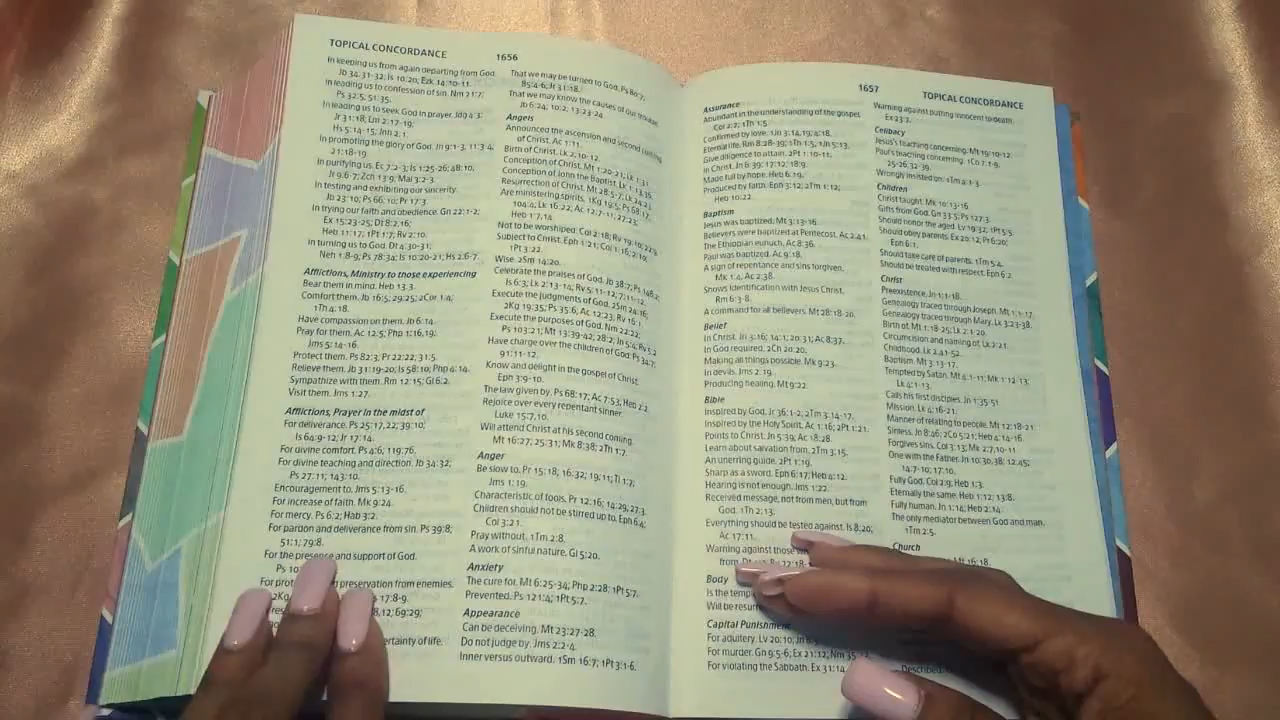 TOPICAL CONCORDANCE
1656
In keeping us from again departing from God.
Jb 34:31-32; Is 10:20; Ezk 14:10-11.
In leading us to confession of sin. Nm 21:7;
Ps 32:5; 51:35.
In leading us to seek God in prayer. Jdg 4:3;
Jr 31:18; Lm 2:17-19;
Hs 5:14-15; Jnn 2:1.
In promoting the glory of God. Jn 9:1-3, 11:3-4,
21:18-19
In purifying us. Ec 7:2-3; Is 1:25-26; 48:10;
Jr 9:6-7; Zch 13:9; Mal 3:2-3.
In testing and exhibiting our sincerity.
Jb 23:10; Ps 66:10; Pr 17:3.
In trying our faith and obedience. Gn 22:1-2;
Ex 15:23-25; Dt 8:2,16;
Heb 11:17; 1Pt 1:7; Rv 2:10.
In turning us to God. Dt 4:30-31;
Neh 1:8-9; Ps 78:34; Is 10:20-21; Hs 2:6-7.
Afflictions, Ministry to those experiencing
Bear them in mind. Heb 13:3.
Comfort them. Jb 16:5; 29:25; 2Cor 1:4;
1Th 4:18.
Have compassion on them. Jb 6:14.
Pray for them. Ac 12:5; Php 1:16,19;
Jms 5:14-16.
Protect them. Ps 82:3; Pr 22:22; 31:5.
Relieve them. Jb 31:19-20; Is 58:10; Php 4:14.
Sympathize with them. Rm 12:15; Gl 6:2.
Visit them. Jms 1:27.
Afflictions, Prayer in the midst of
For deliverance. Ps 25:17,22; 39:10;
Is 64:9-12; Jr 17:14.
For divine comfort. Ps 4:6; 119:76.
For divine teaching and direction. Jb 34:32;
Ps 27:11; 143:10.
Encouragement to. Jms 5:13-16.
For increase of faith. Mk 9:24.
For mercy. Ps 6:2; Hab 3:2.
For pardon and deliverance from sin. Ps 39:8;
51:1; 79:8.
For the presence and support of God.
Ps 10
For prot preservation from enemies.
2Kg 17:8-9.
8,12; 69:29;
ertainty of life.
That we may be turned to God. Ps 80:7;
85:4-6; Jr 31:18.
That we may know the causes of our trouble.
Jb 6:24; 10:2; 13:23-24
Angels
Announced the ascension and second coming
of Christ. Ac 1:11.
Birth of Christ. Lk 2:10-12.
Conception of Christ. Mt 1:20-21; Lk 1:31.
Conception of John the Baptist. Lk 1:13,36.
Resurrection of Christ. Mt 28:5-7; Lk 24:23.
Are ministering spirits. 1Kg 19:5; Ps 68:17;
104:4; Lk 16:22; Ac 12:7-11; 27:23;
Heb 1:7,14
Not to be worshiped. Col 2:18; Rv 19:10; 22:9.
Subject to Christ. Eph 1:21; Col 1:16; 2:10;
1Pt 3:22.
Wise. 2Sm 14:20.
Celebrate the praises of God. Jb 38:7; Ps 148:2;
Is 6:3; Lk 2:13-14; Rv 5:11-12; 7:11-12.
Execute the judgments of God. 2Sm 24:16;
2Kg 19:35; Ps 35:6; Ac 12:23; Rv 16:1
Execute the purposes of God. Nm 22:22;
Ps 103:21; Mt 13:39-42; 28:2; Jn 5:4; Rv 5:2
Have charge over the children of God. Ps 34:7;
91:11-12.
Know and delight in the gospel of Christ.
Eph 3:9-10.
The law given by. Ps 68:17; Ac 7:53; Heb 2:2
Rejoice over every repentant sinner.
Luke 15:7,10.
Will attend Christ at his second coming.
Mt 16:27; 25:31; Mk 8:38; 2Th 1:7.
Anger
Be slow to. Pr 15:18; 16:32; 19:11; Ti 1:7;
Jms 1:19.
Characteristic of fools. Pr 12:16; 14:29; 27:3.
Children should not be stirred up to. Eph 6:4;
Col 3:21.
Pray without. 1Tm 2:8.
A work of sinful nature. Gl 5:20.
Anxiety
The cure for. Mt 6:25-34; Php 2:28; 1Pt 5:7.
Prevented. Ps 121:4; 1Pt 5:7.
Appearance
Can be deceiving. Mt 23:27-28.
Do not judge by. Jms 2:2-4.
Inner versus outward. 1Sm 16:7; 1Pt 3:1-6.
1657
TOPICAL CONCORDANCE
Assurance
Abundant in the understanding of the gospel.
Col 2:2; 1Th 1:5.
Confirmed by love. 1Jn 3:14,19; 4:18.
Eternal life. Rm 8:28-39; 1Th 1:5; 1Jn 5:13.
Give diligence to attain. 2Pt 1:10-11.
In Christ. Jn 6:39; 17:12; 18:9.
Made full by hope. Heb 6:19.
Produced by faith. Eph 3:12; 2Tm 1:12;
Heb 10:22.
Baptism
Jesus was baptized. Mt 3:13-16.
Believers were baptized at Pentecost. Ac 2:41.
The Ethiopian eunuch. Ac 8:36.
Paul was baptized. Ac 9:18.
A sign of repentance and sins forgiven.
Mk 1:4; Ac 2:38.
Shows identification with Jesus Christ.
Rm 6:3-8.
A command for all believers. Mt 28:18-20.
Belief
In Christ. Jn 3:16; 14:1; 20:31; Ac 8:37.
In God required. 2Ch 20:20.
Making all things possible. Mk 9:23.
In devils. Jms 2:19.
Producing healing. Mt 9:22.
Bible
Inspired by God. Jr 36:1-2; 2Tm 3:14-17.
Inspired by the Holy Spirit. Ac 1:16; 2Pt 1:21.
Points to Christ. Jn 5:39; Ac 18:28.
Learn about salvation from. 2Tm 3:15.
An unerring guide. 2Pt 1:19.
Sharp as a sword. Eph 6:17; Heb 4:12.
Hearing is not enough. Jms 1:22.
Received message, not from men, but from
God. 1Th 2:13.
Everything should be tested against. Is 8:20;
Ac 17:11.
Warning against those
from
Body
Is the temp
Will be resur
Capital Punishment
For adultery. Lv 20:10; Jn 8:
For murder. Gn 9:5-6; Ex 21:12; Nm 35
For violating the Sabbath. Ex 31:14
Warning against putting innocent to death.
Ex 23:7.
Celibacy
Jesus's teaching concerning. Mt 19:10-12.
Paul's teaching concerning. 1Co 7:1-9,
25-26,32-39.
Wrongly insisted on. 1Tm 4:1-3.
Children
Christ taught. Mk 10:13-16.
Gifts from God. Gn 33:5; Ps 127:3.
Should honor the aged. Lv 19:32; 1Pt 5:5.
Should obey parents. Ex 20:12; Pr 6:20;
Eph 6:1.
Should take care of parents. 1Tm 5:4.
Should be treated with respect. Eph 6:2.
Christ
Preexistence. Jn 1:1-18.
Genealogy traced through Joseph. Mt 1:1-17.
Genealogy traced through Mary. Lk 3:23-38.
Birth of. Mt 1:18-25; Lk 2:1-20.
Circumcision and naming of. Lk 2:21.
Childhood. Lk 2:41-52.
Baptism. Mt 3:13-17.
Tempted by Satan. Mt 4:1-11; Mk 1:12-13;
Lk 4:1-13.
Calls his first disciples. Jn 1:35-51
Mission. Lk 4:16-21.
Manner of relating to people. Mt 12:18-21
Sinless. Jn 8:46; 2Co 5:21; Heb 4:14-16.
Forgives sins. Col 3:13; Mk 2:7,10-11
One with the Father. Jn 10:30,38; 12:45;
14:7-10; 17:10.
Fully God. Col 2:9; Heb 1:3.
Eternally the same. Heb 1:12; 13:8.
Fully human. Jn 1:14; Heb 2:14.
The only mediator between God and man.
1Tm 2:5.
Church
Mt 16:18.
Described.